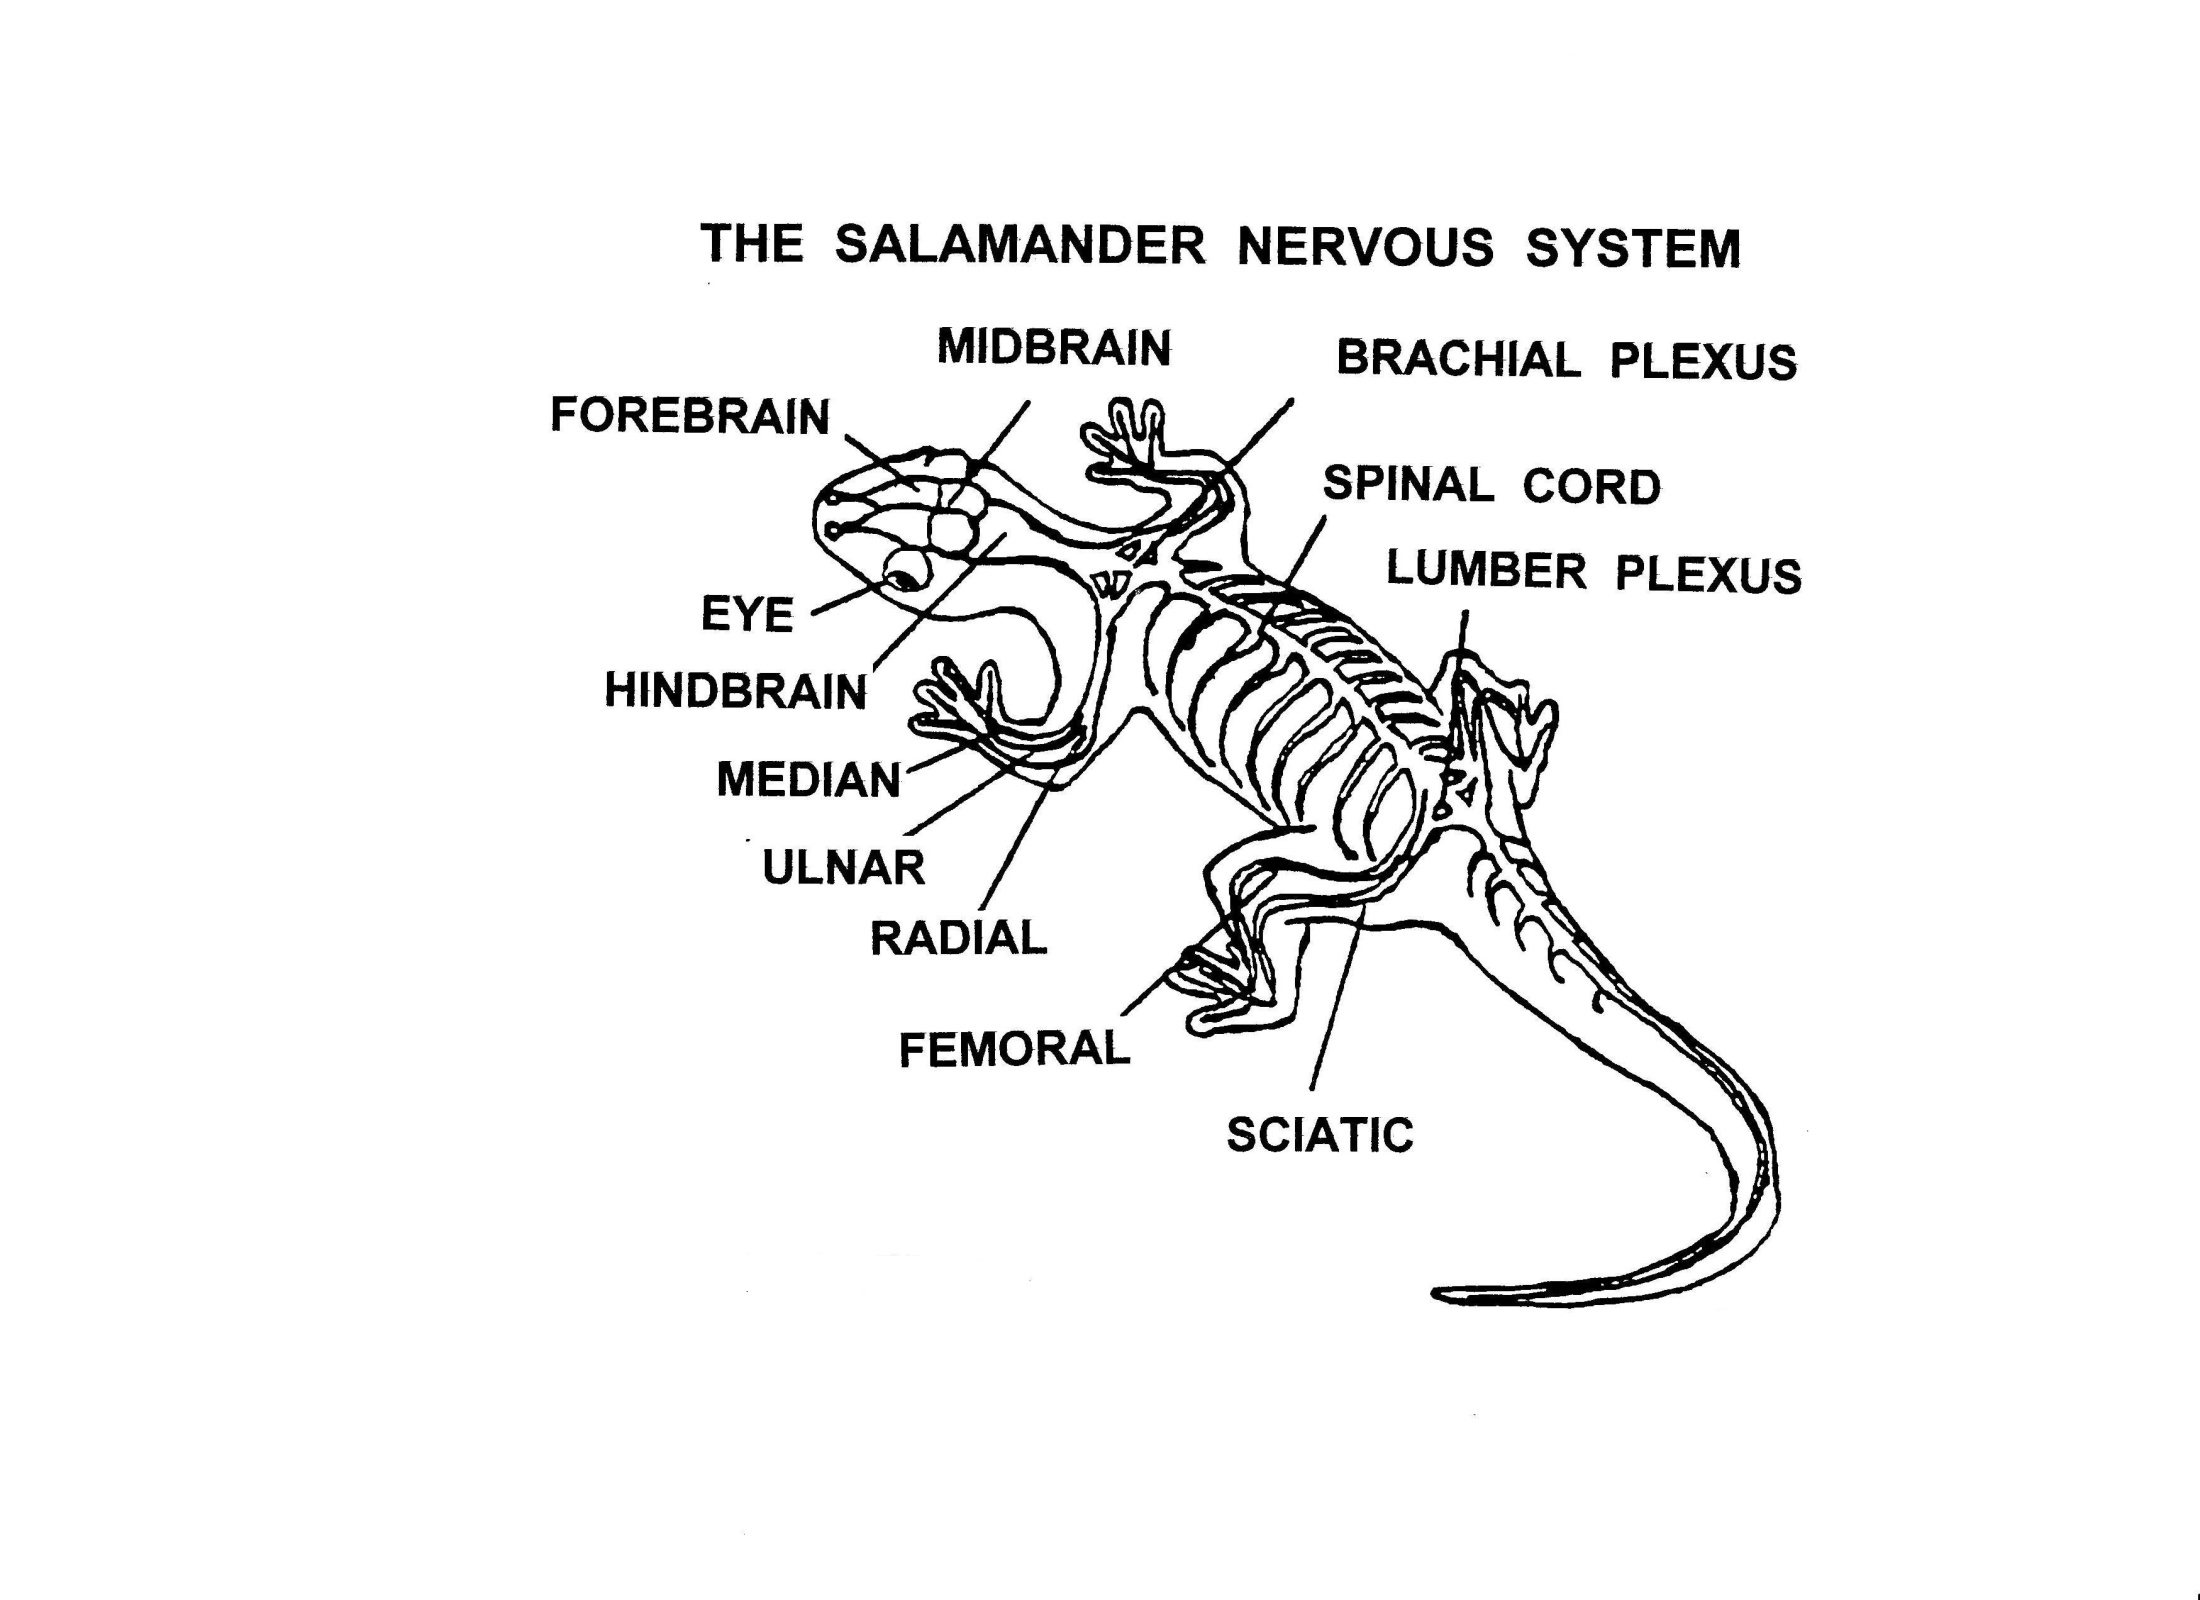 THE SALAMANDER NERVOUS SYSTEM
MIDBRAIN
BRACHIAL PLEXUS
FOREBRAIN
SPINAL CORD
LUMBER PLEXUS
EYE
HINDBRAIN
MEDIAN
ULNAR
RADIAL
FEMORAL
SCIATIC